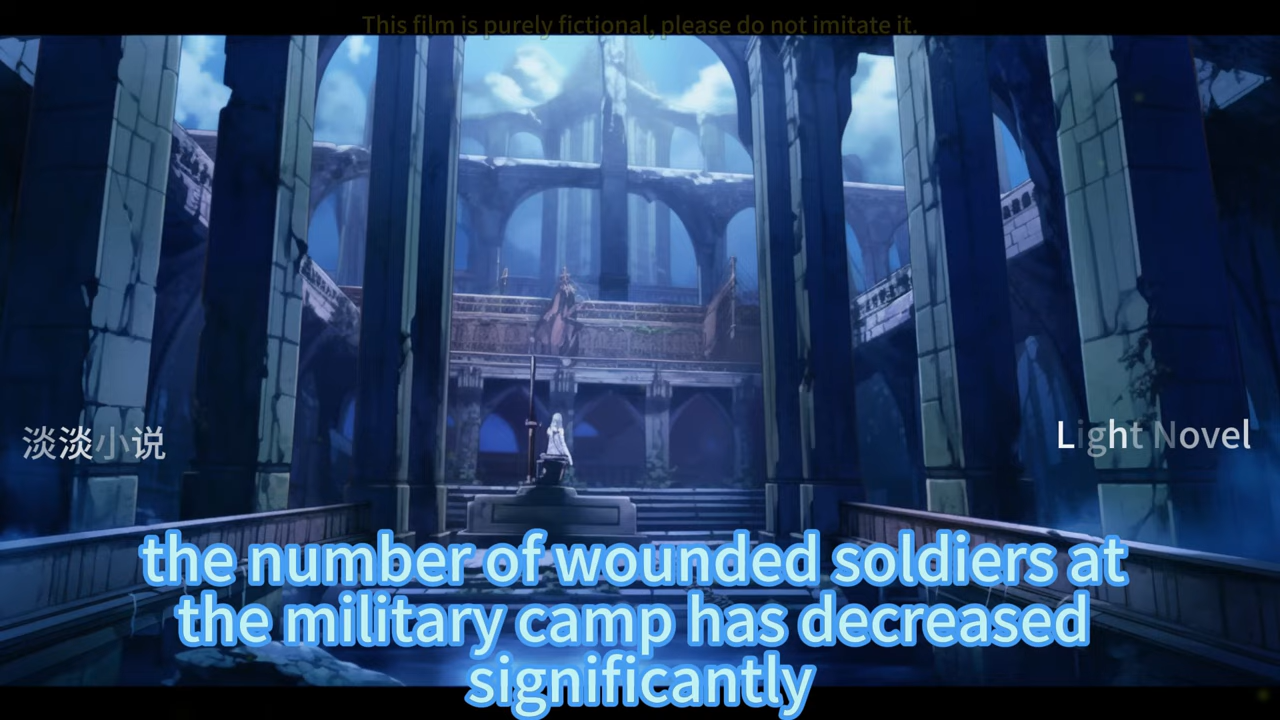 This film is purely fictional, please do not imitate it.
淡淡小说
Light Novel
the number of wounded soldiers at
the military camp has decreased
significantly